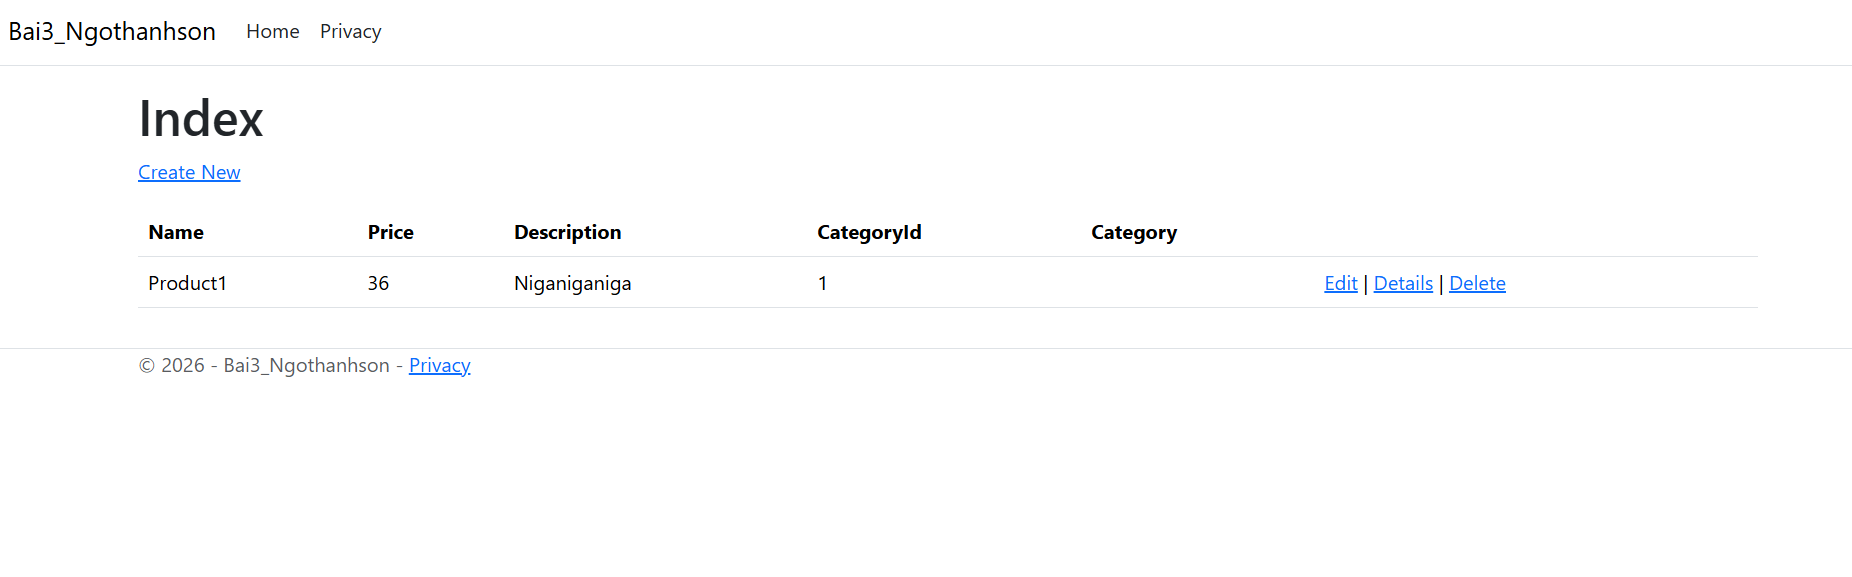 Bai3_Ngothanhson Home Privacy
Index
Create New
Name Price Description CategoryId Category
Product1 36 Niganiganiga 1 Edit | Details | Delete
© 2026 - Bai3_Ngothanhson - Privacy